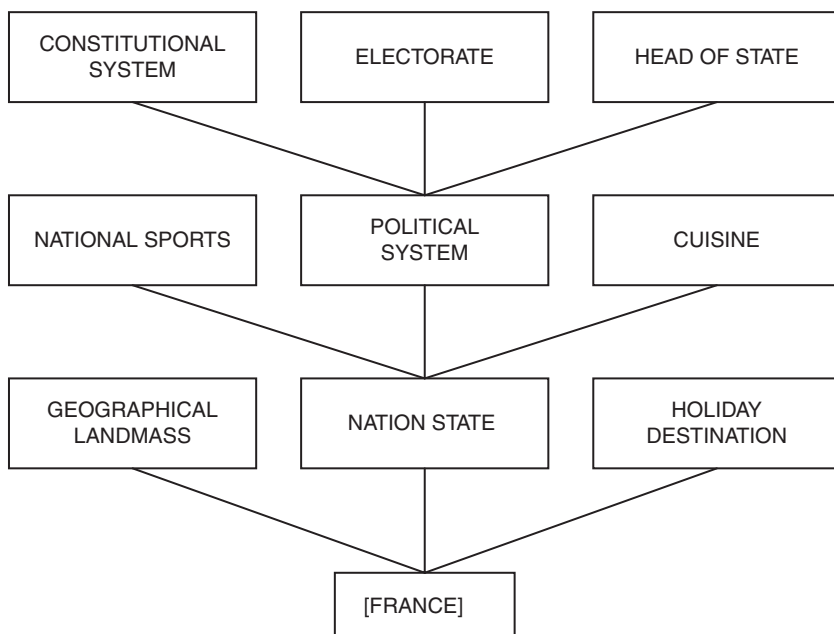 CONSTITUTIONAL
SYSTEM
ELECTORATE
HEAD OF STATE
NATIONAL SPORTS
POLITICAL
SYSTEM
CUISINE
GEOGRAPHICAL
LANDMASS
NATION STATE
HOLIDAY
DESTINATION
[FRANCE]